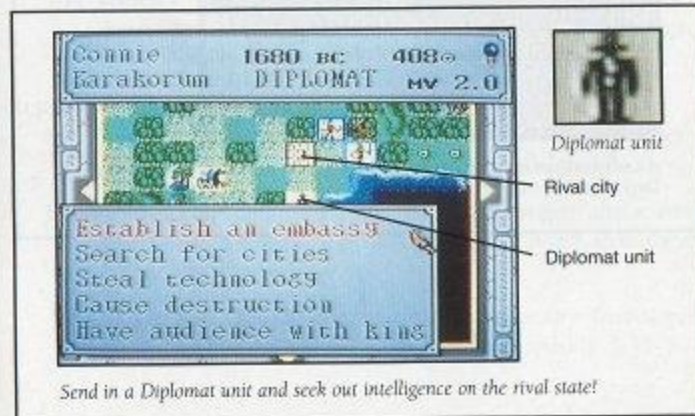 Connie 1680 BC 408
Karakorum DIPLOMAT MV 2.0
Diplomat unit
Rival city
Diplomat unit
Establish an embassy
Search for cities
Steal technology
Cause destruction
Have audience with king
Send in a Diplomat unit and seek out intelligence on the rival state!